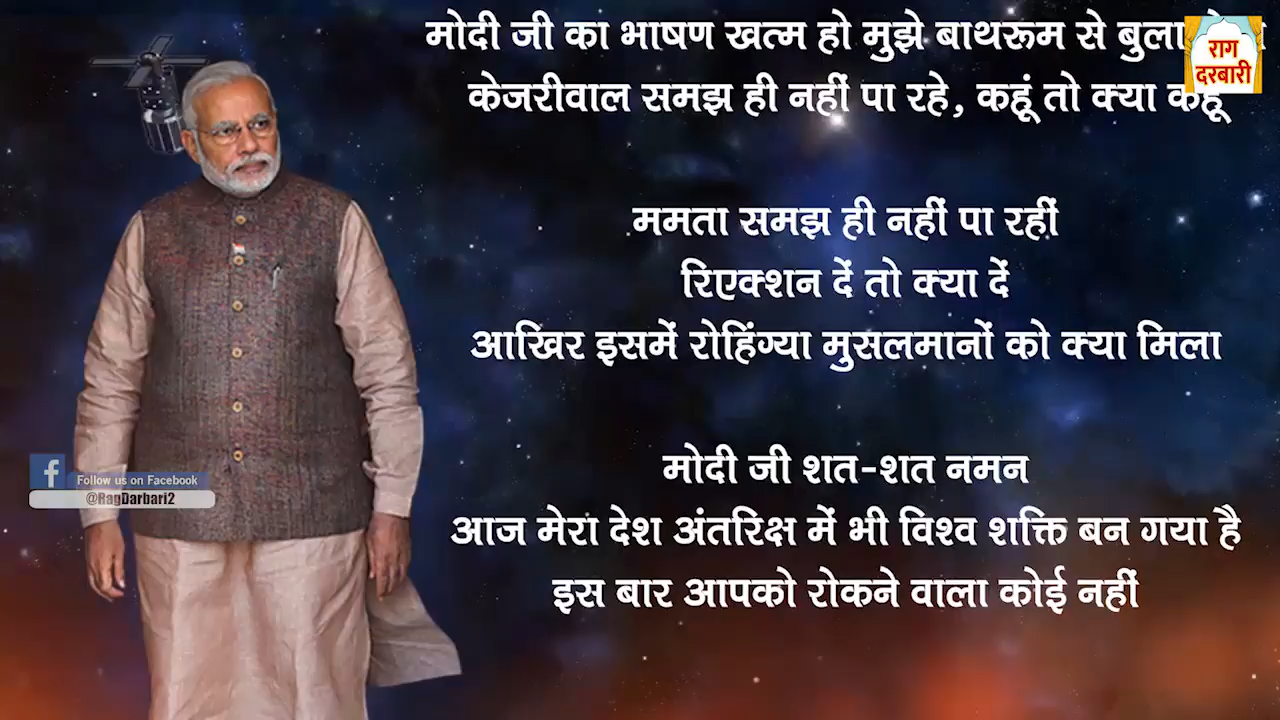 मोदी जी का भाषण खत्म हो मुझे बाथरूम से
केजरीवाल समझ ही नहीं पा रहे, कहूं तो क्या कहूं
ममता समझ ही नहीं पा रहीं
रिएक्शन दें तो क्या दें
आखिर इसमें रोहिंग्या मुसलमानों को क्या मिला
मोदी जी शत-शत नमन
आज मेरा देश अंतरिक्ष में भी विश्व शक्ति बन गया है
इस बार आपको रोकने वाला कोई नहीं
राग
दरबारी
f
Follow us on Facebook
@RagDarbari2